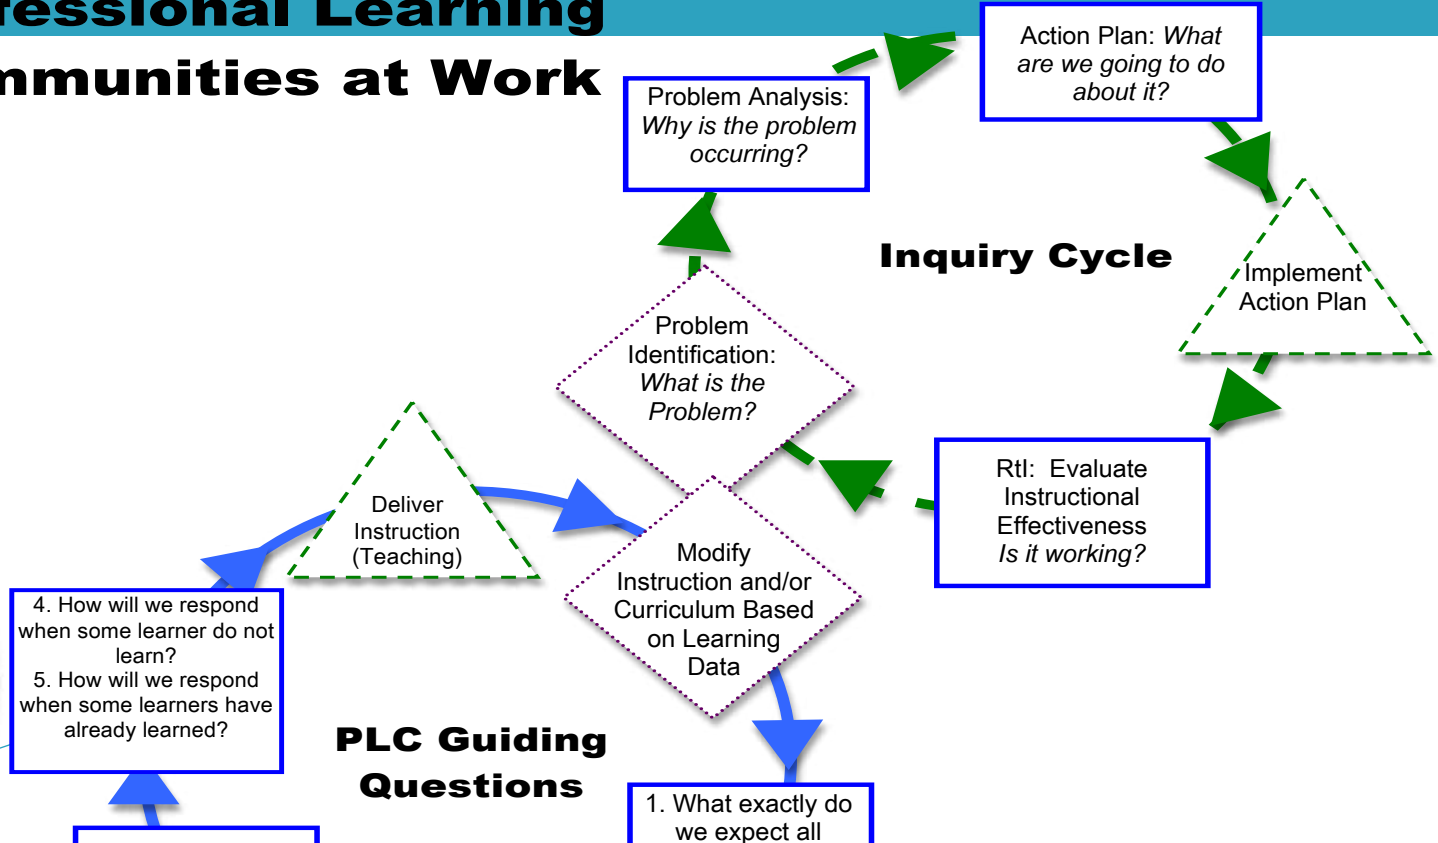 fessional Learning
mmunities at Work
Action Plan: What
are we going to do
about it?
Problem Analysis:
Why is the problem
occurring?
Inquiry Cycle
Implement
Action Plan
Problem
Identification:
What is the
Problem?
RtI: Evaluate
Instructional
Effectiveness
Is it working?
Deliver
Instruction
(Teaching)
Modify
Instruction and/or
Curriculum Based
on Learning
Data
4. How will we respond
when some learner do not
learn?
5. How will we respond
when some learners have
already learned?
PLC Guiding
Questions
1. What exactly do
we expect all